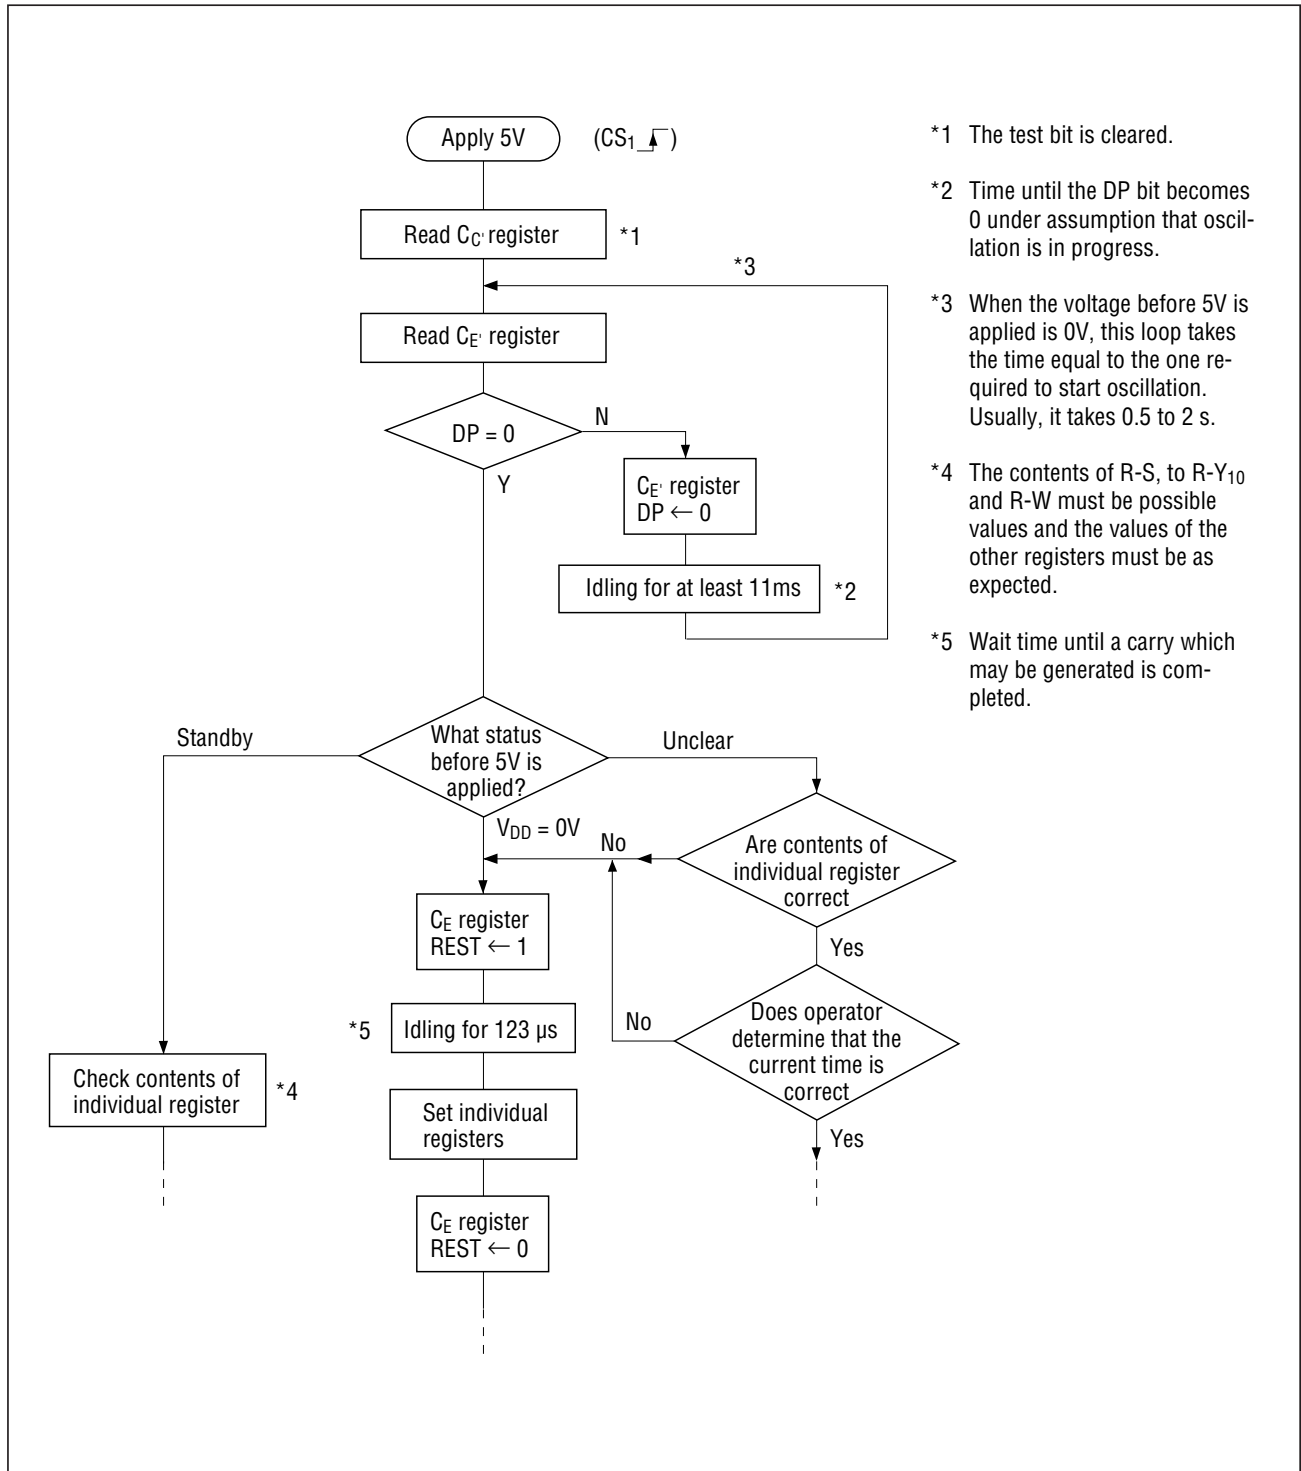 Apply 5V
(CS1 )
Read CC' register
*1
*3
Read CE' register
DP = 0
N
Y
CE' register
DP ← 0
Idling for at least 11ms
*2
What status
before 5V is
applied?
Standby
Unclear
VDD = 0V
No
Are contents of
individual register
correct
Yes
CE register
REST ← 1
*5
Idling for 123 μs
No
Does operator
determine that the
current time is
correct
Yes
Check contents of
individual register
*4
Set individual
registers
CE register
REST ← 0
*1 The test bit is cleared.
*2 Time until the DP bit becomes
0 under assumption that oscil-
lation is in progress.
*3 When the voltage before 5V is
applied is 0V, this loop takes
the time equal to the one re-
quired to start oscillation.
Usually, it takes 0.5 to 2 s.
*4 The contents of R-S, to R-Y10
and R-W must be possible
values and the values of the
other registers must be as
expected.
*5 Wait time until a carry which
may be generated is com-
pleted.